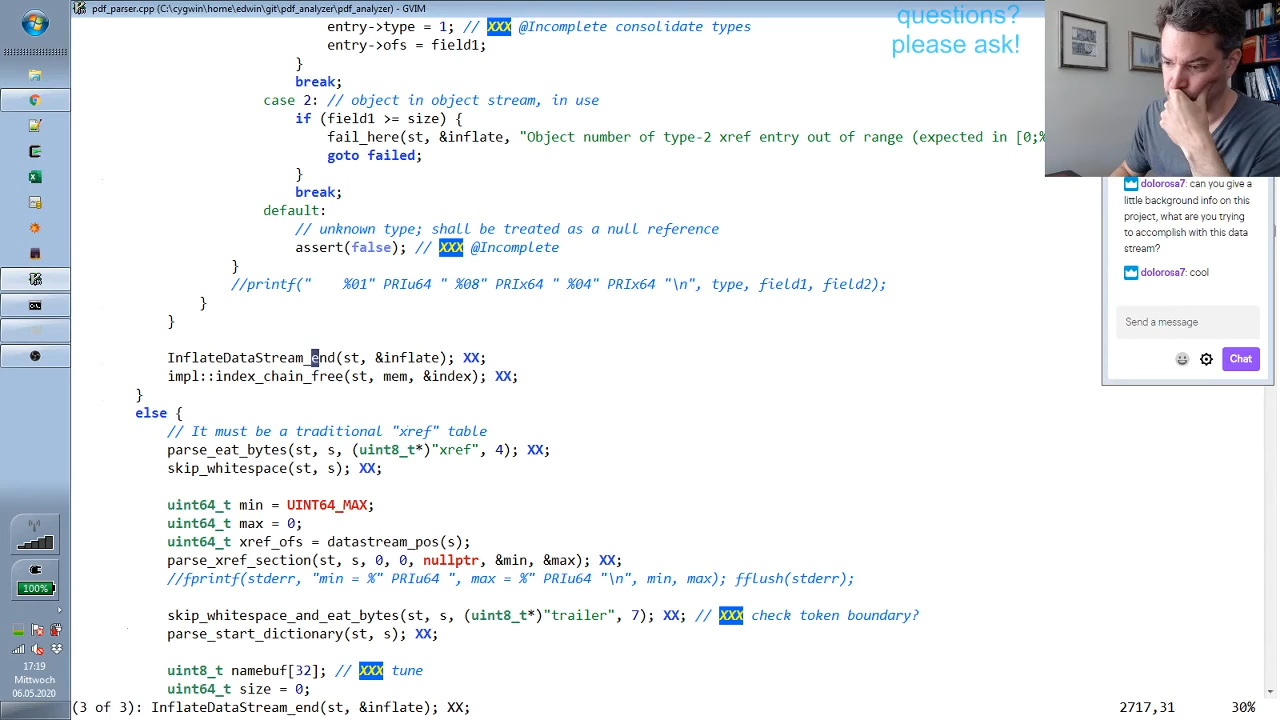 pdf_parser.cpp (C:\cygwin\home\edwin\git\pdf_analyzer\pdf_analyzer) - GVIM
entry->type = 1; // XXX @Incomplete consolidate types
entry->ofs = field1;
}
break;
case 2: // object in object stream, in use
if (field1 >= size) {
fail_here(st, &inflate, "Object number of type-2 xref entry out of range (expected in [0;%
goto failed;
}
break;
default:
// unknown type; shall be treated as a null reference
assert(false); // XXX @Incomplete
}
//printf("    %01" PRIu64 " %08" PRIx64 " %04" PRIx64 "\n", type, field1, field2);
}
}
InflateDataStream_end(st, &inflate); XX;
impl::index_chain_free(st, mem, &index); XX;
}
else {
// It must be a traditional "xref" table
parse_eat_bytes(st, s, (uint8_t*)"xref", 4); XX;
skip_whitespace(st, s); XX;
uint64_t min = UINT64_MAX;
uint64_t max = 0;
uint64_t xref_ofs = datastream_pos(s);
parse_xref_section(st, s, 0, 0, nullptr, &min, &max); XX;
//fprintf(stderr, "min = %" PRIu64 ", max = %" PRIu64 "\n", min, max); fflush(stderr);
skip_whitespace_and_eat_bytes(st, s, (uint8_t*)"trailer", 7); XX; // XXX check token boundary?
parse_start_dictionary(st, s); XX;
uint8_t namebuf[32]; // XXX tune
uint64_t size = 0;
(3 of 3): InflateDataStream_end(st, &inflate); XX;
2717,31
30%
questions?
please ask!
dolorosa7: can you give a
little background info on this
project, what are you trying
to accomplish with this data
stream?
dolorosa7: cool
Send a message
Chat
100%
17:19
Mittwoch
06.05.2020